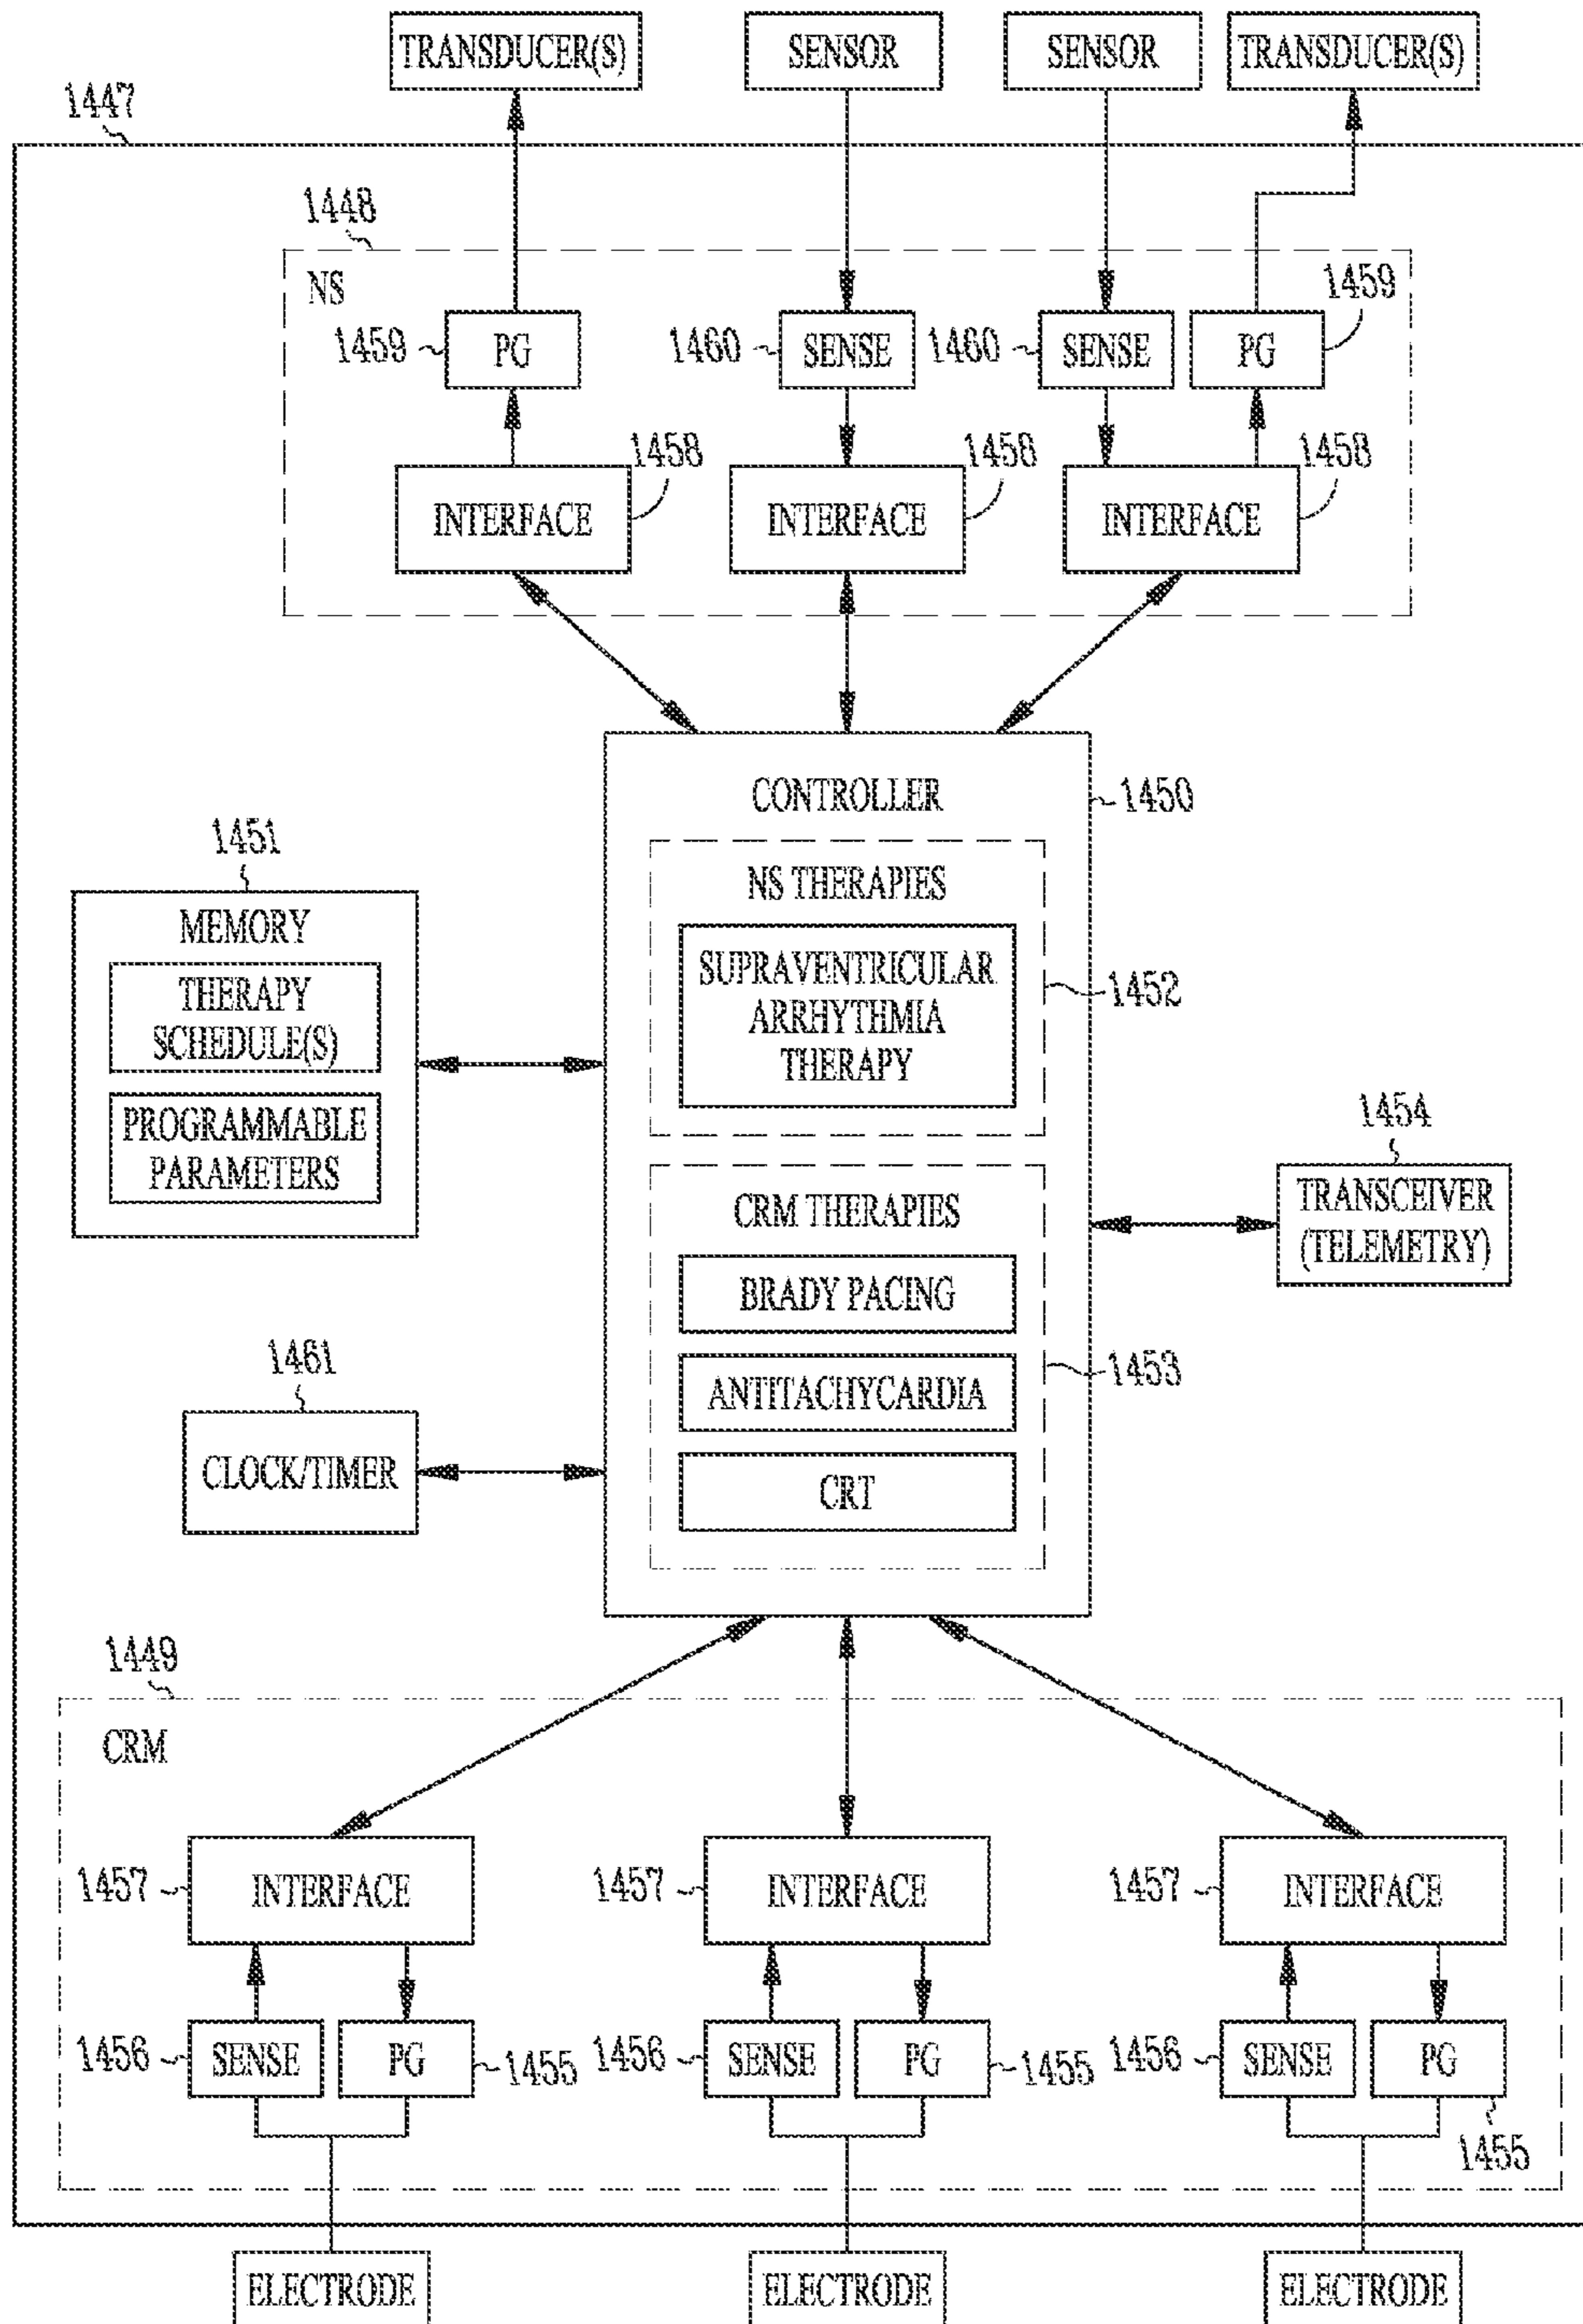 TRANSDUCER(S)
SENSOR
SENSOR
TRANSDUCER(S)
1447
1448
NS
1459
PG
1460
SENSE
1460
SENSE
PG
1459
INTERFACE
1458
INTERFACE
1458
INTERFACE
1458
CONTROLLER
1450
NS THERAPIES
SUPRAVENTRICULAR
ARRHYTHMIA
THERAPY
1452
1451
MEMORY
THERAPY
SCHEDULE(S)
PROGRAMMABLE
PARAMETERS
CRM THERAPIES
BRADY PACING
ANTITACHYCARDIA
CRT
1453
1454
TRANSCEIVER
(TELEMETRY)
1461
CLOCK/TIMER
1449
CRM
1457
INTERFACE
1457
INTERFACE
1457
INTERFACE
1456
SENSE
PG
1455
1456
SENSE
PG
1455
1456
SENSE
PG
1455
ELECTRODE
ELECTRODE
ELECTRODE